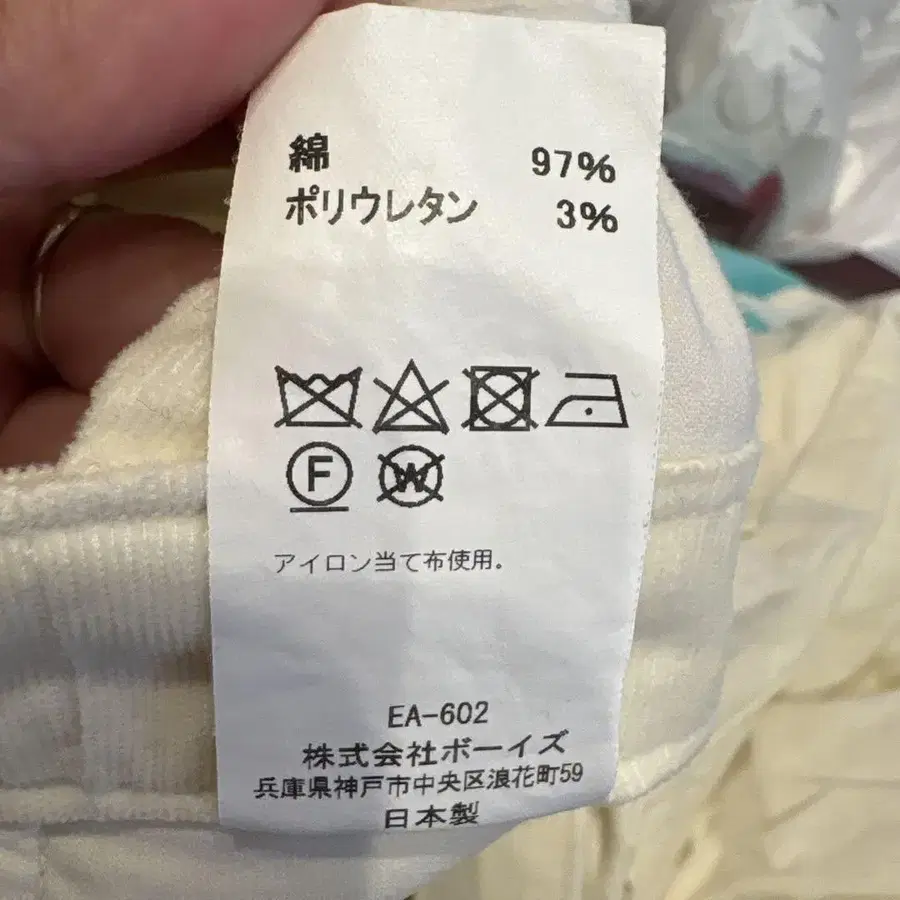 綿 97%
ポリウレタン 3%
F W
アイロン当て布使用。
EA-602
株式会社ボーイズ
兵庫県神戸市中央区浪花町59
日本製